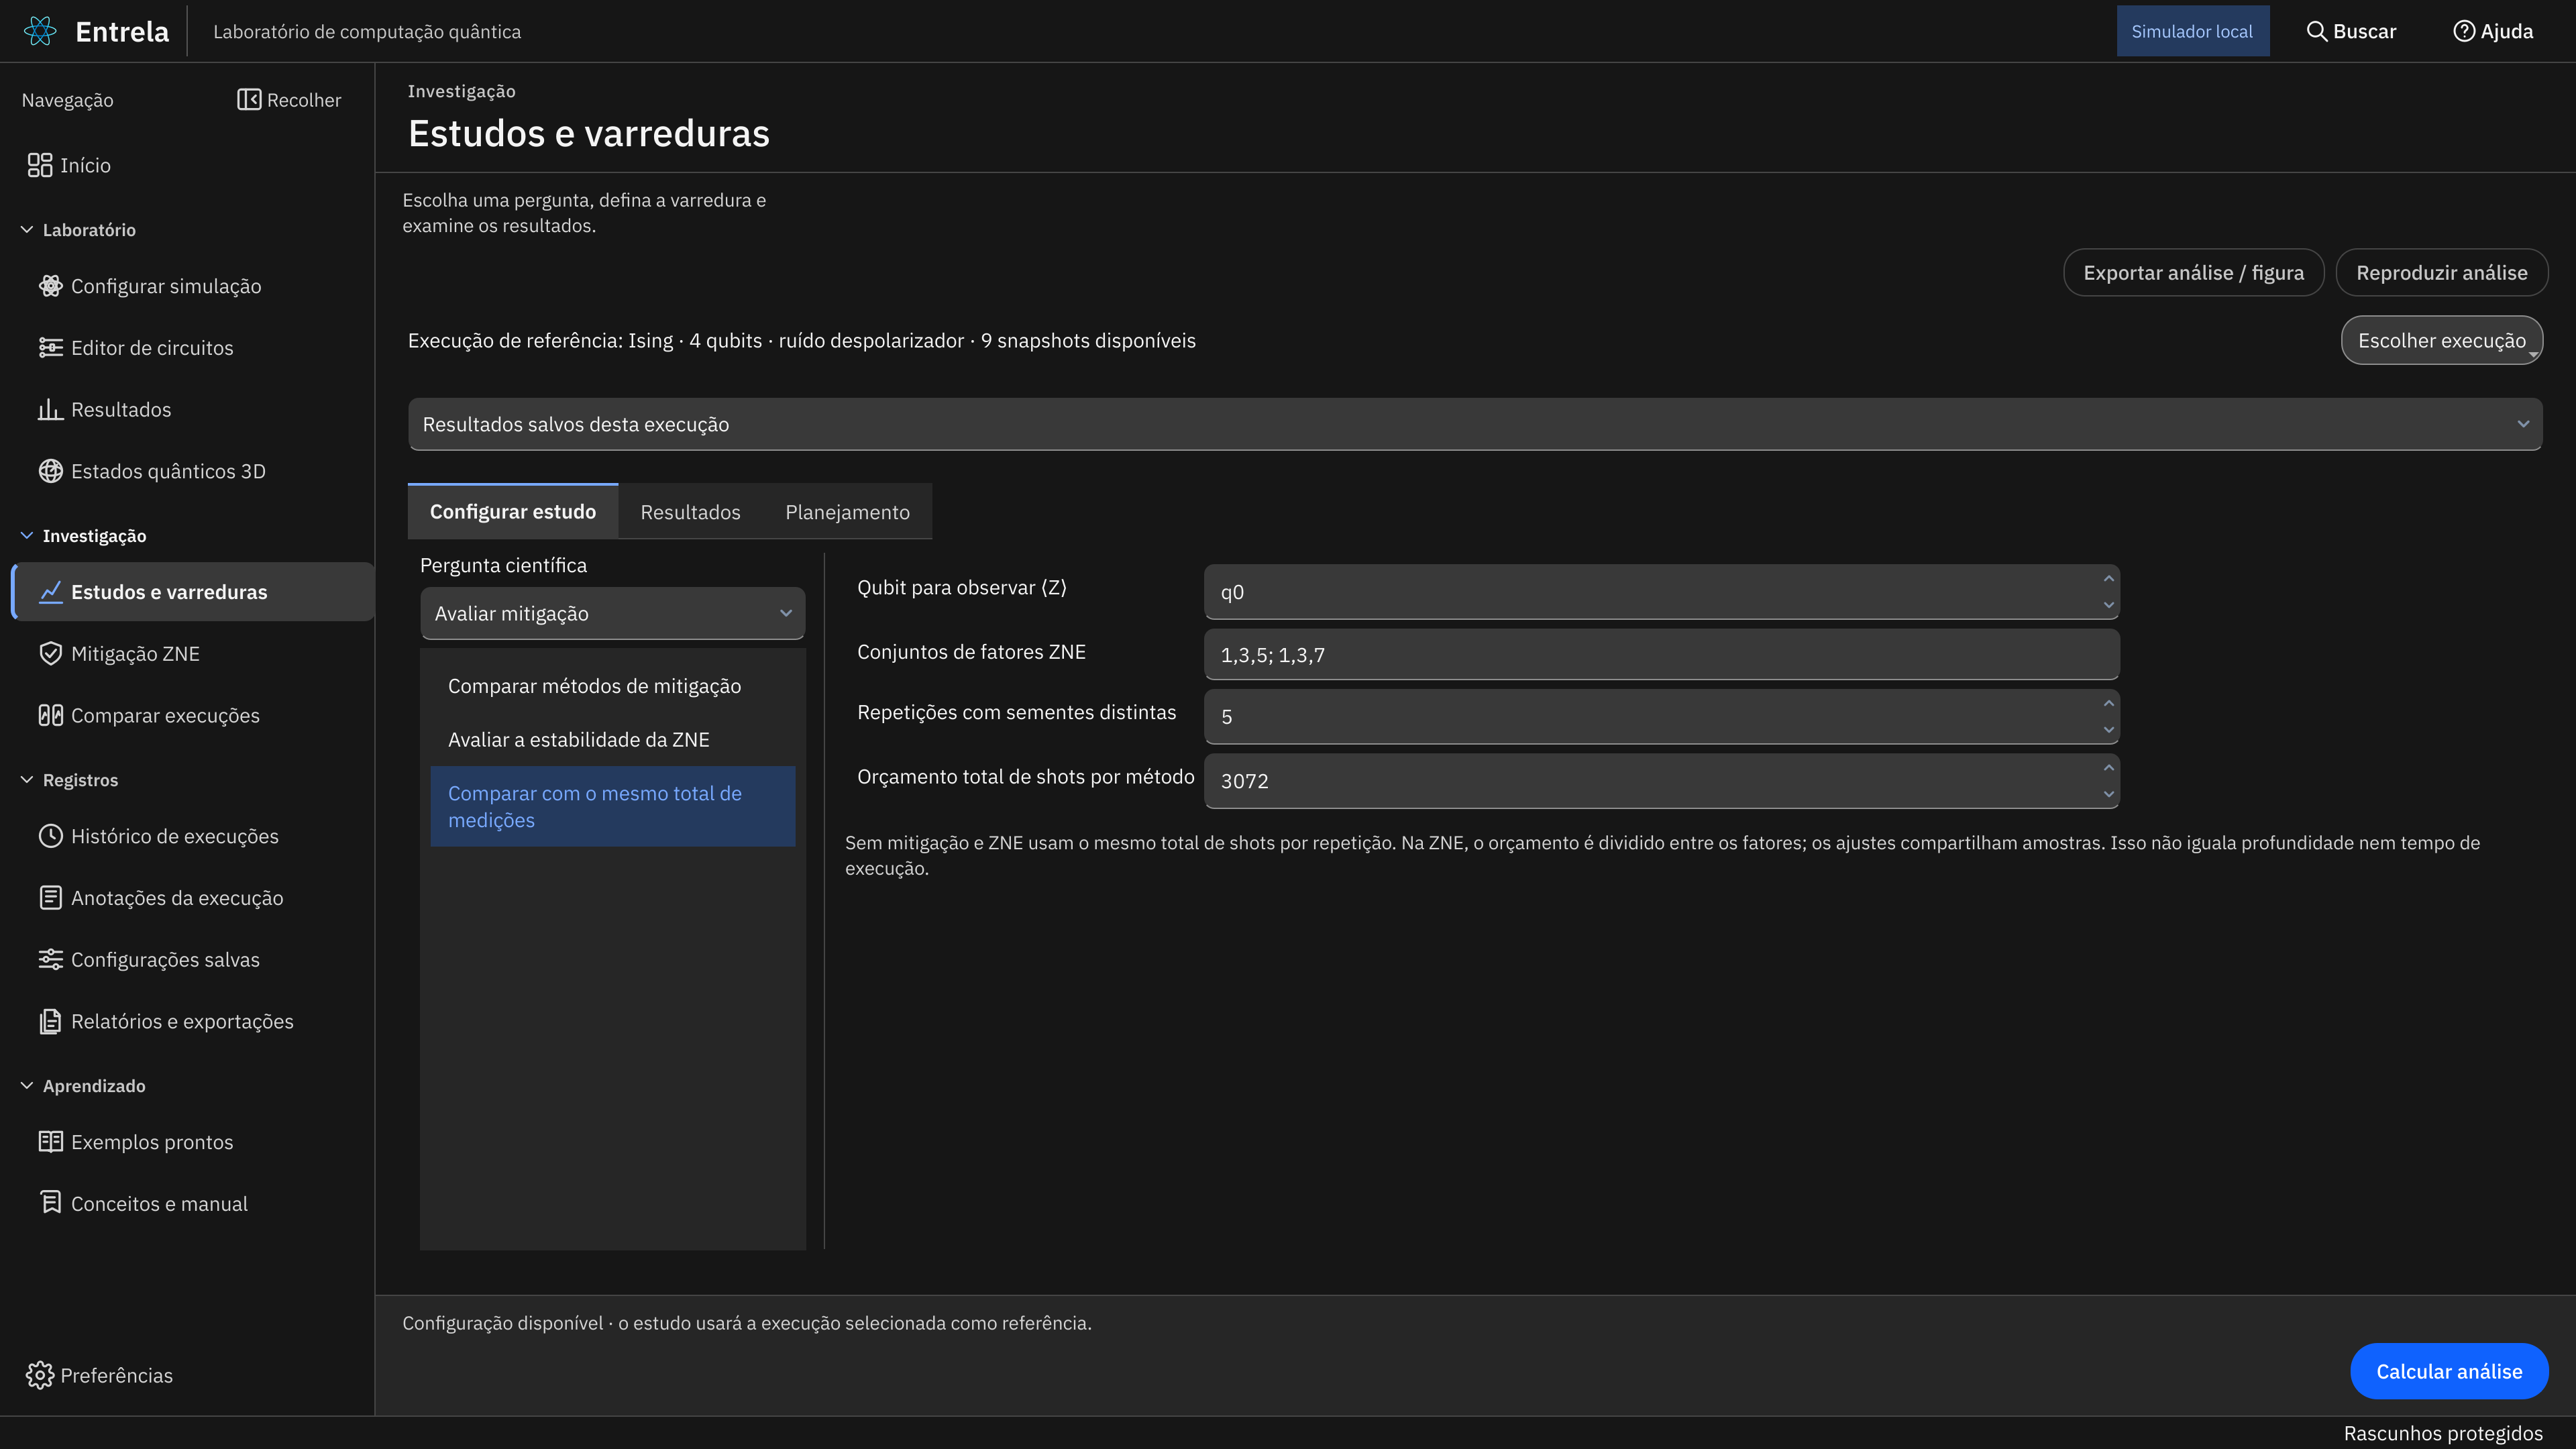 Entrela
Laboratório de computação quântica
Simulador local
Buscar
Ajuda
Navegação
Recolher
Início
Laboratório
Configurar simulação
Editor de circuitos
Resultados
Estados quânticos 3D
Investigação
Estudos e varreduras
Mitigação ZNE
Comparar execuções
Registros
Histórico de execuções
Anotações da execução
Configurações salvas
Relatórios e exportações
Aprendizado
Exemplos prontos
Conceitos e manual
Preferências
Investigação
Estudos e varreduras
Escolha uma pergunta, defina a varredura e
examine os resultados.
Exportar análise / figura
Reproduzir análise
Execução de referência: Ising · 4 qubits · ruído despolarizador · 9 snapshots disponíveis
Escolher execução
Resultados salvos desta execução
Configurar estudo
Resultados
Planejamento
Pergunta científica
Avaliar mitigação
Comparar métodos de mitigação
Avaliar a estabilidade da ZNE
Comparar com o mesmo total de
medições
Qubit para observar ⟨Z⟩
q0
Conjuntos de fatores ZNE
1,3,5; 1,3,7
Repetições com sementes distintas
5
Orçamento total de shots por método
3072
Sem mitigação e ZNE usam o mesmo total de shots por repetição. Na ZNE, o orçamento é dividido entre os fatores; os ajustes compartilham amostras. Isso não iguala profundidade nem tempo de
execução.
Configuração disponível · o estudo usará a execução selecionada como referência.
Calcular análise
Rascunhos protegidos